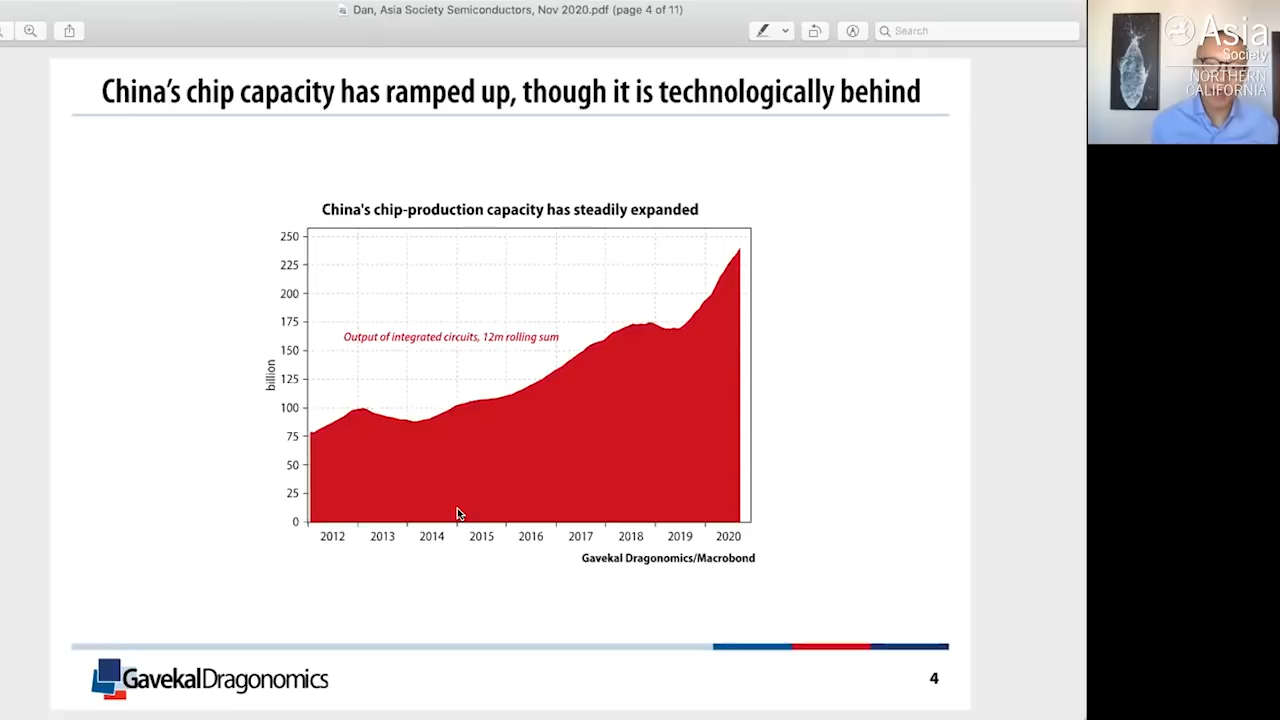 Dan, Asia Society Semiconductors, Nov 2020.pdf (page 4 of 11)
Search
Asia
Society
NORTHERN
CALIFORNIA
China's chip capacity has ramped up, though it is technologically behind
China's chip-production capacity has steadily expanded
250
225
200
175
150
125
100
75
50
25
0
billion
Output of integrated circuits, 12m rolling sum
2012 2013 2014 2015 2016 2017 2018 2019 2020
Gavekal Dragonomics/Macrobond
GavekalDragonomics
4